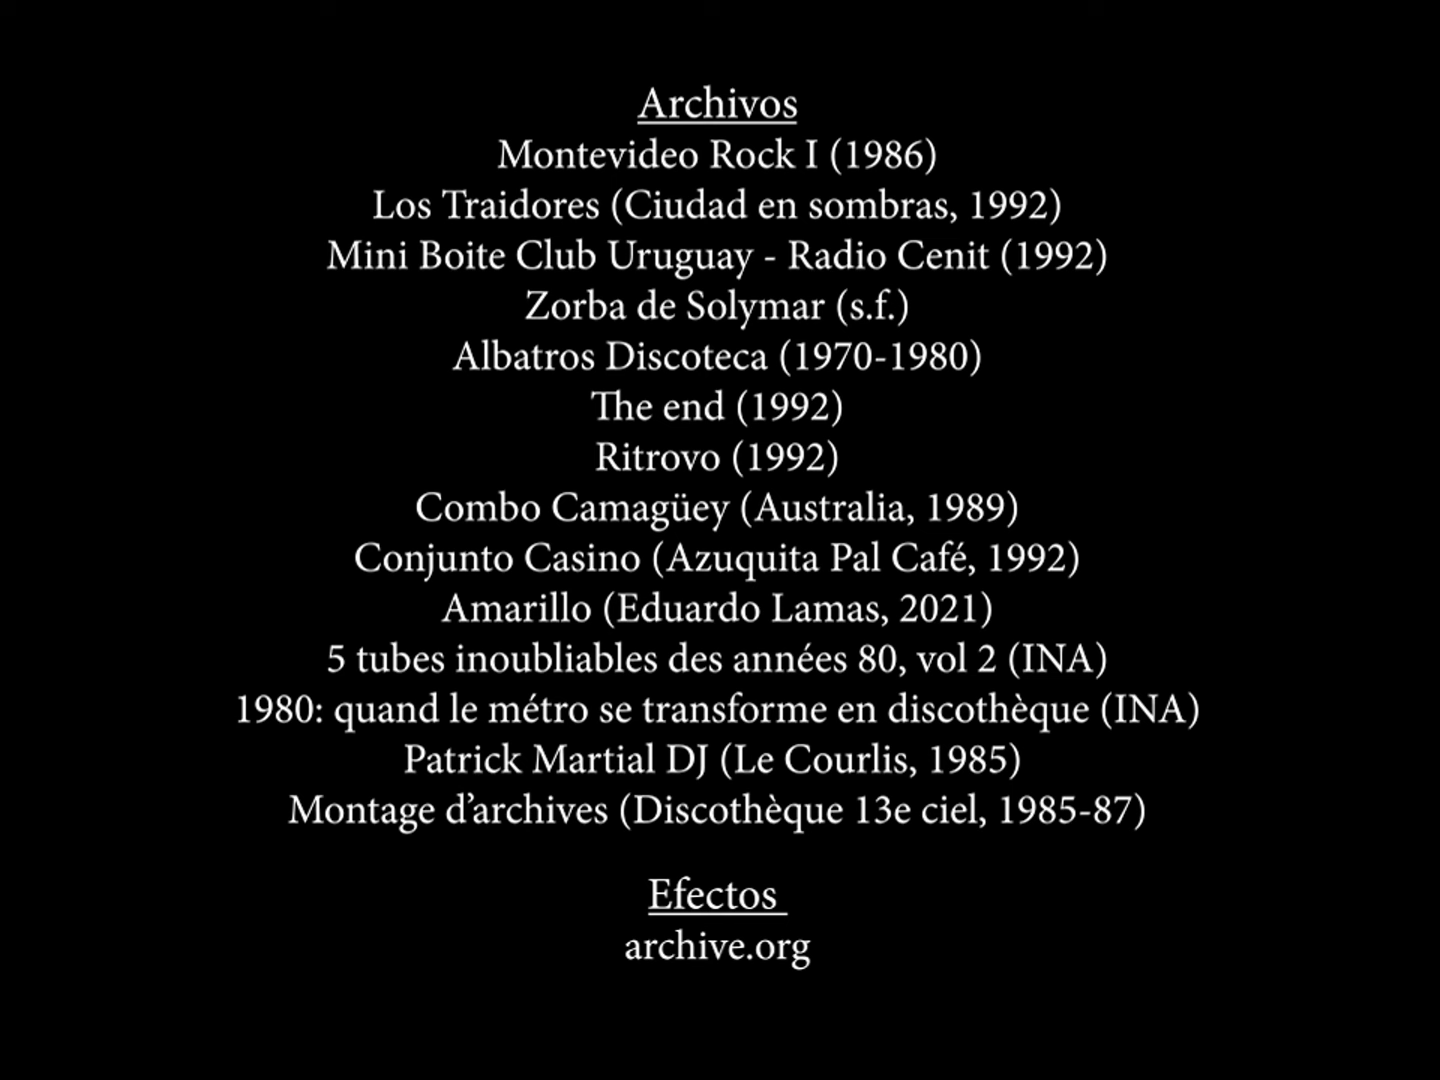 Archivos
Montevideo Rock I (1986)
Los Traidores (Ciudad en sombras, 1992)
Mini Boite Club Uruguay - Radio Cenit (1992)
Zorba de Solymar (s.f.)
Albatros Discoteca (1970-1980)
The end (1992)
Ritrovo (1992)
Combo Camagüey (Australia, 1989)
Conjunto Casino (Azuquita Pal Café, 1992)
Amarillo (Eduardo Lamas, 2021)
5 tubes inoubliables des années 80, vol 2 (INA)
1980: quand le métro se transforme en discothèque (INA)
Patrick Martial DJ (Le Courlis, 1985)
Montage d’archives (Discothèque 13e ciel, 1985-87)
Efectos
archive.org